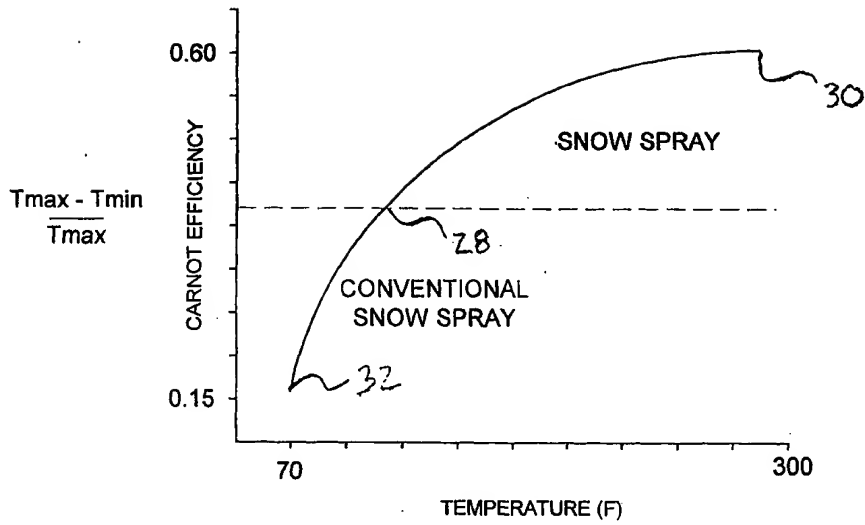 0.60
30
SNOW SPRAY
Tmax - Tmin
Tmax
CARNOT EFFICIENCY
28
CONVENTIONAL
SNOW SPRAY
32
0.15
70
300
TEMPERATURE (F)